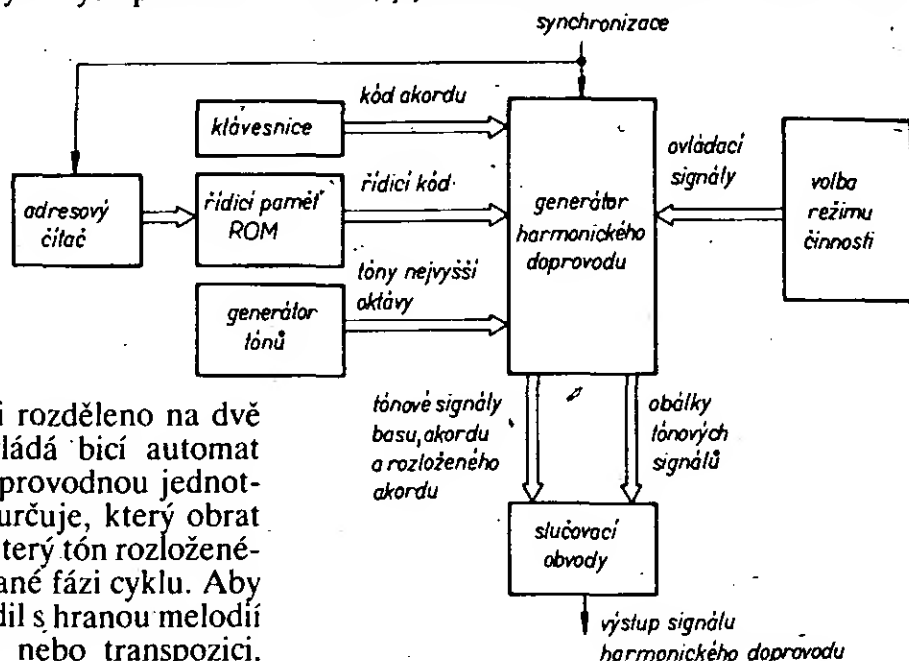 synchronizace
kód akordu
klávesnice
ovládací
signály
řídicí kód
adresový
čítač
řídicí paměť
ROM
generátor
harmonického
doprovodu
volba
režimu
činnosti
tóny nejvyšší
oktávy
generátor
tónů
tónové signály
basu, akordu
a rozloženého
akordu
obálky
tónových
signálů
slučovací
obvody
výstup signálu
harmonického doprovodu
i rozděleno na dvě
ládá bicí automat
provodnou jednot-
určuje, který obrat
terý tón rozložené-
ané fázi cyklu. Aby
dil s hranou melodií
nebo transpozici,